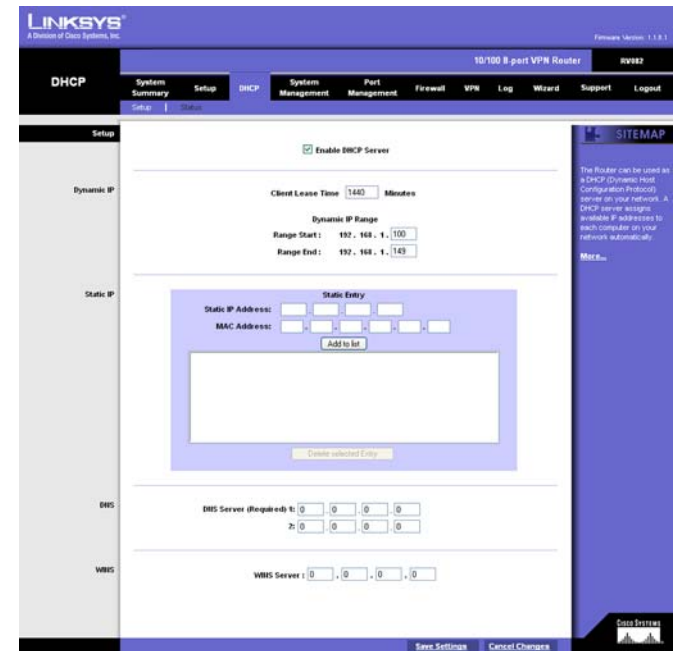 LINKSYS®
A Division of Cisco Systems, Inc.
Firmware Version: 1.1.6.1
10/100 8-port VPN Router
RV082
DHCP
System Summary
Setup
DHCP
System Management
Port Management
Firewall
VPN
Log
Wizard
Support
Logout
Setup | Status
Setup
SITEMAP
Enable DHCP Server
The Router can be used as
a DHCP (Dynamic Host
Configuration Protocol)
server on your network. A
DHCP server assigns
available IP addresses to
each computer on your
network automatically.
More...
Dynamic IP
Client Lease Time 1440 Minutes
Dynamic IP Range
Range Start : 192 . 168 . 1 . 100
Range End : 192 . 168 . 1 . 149
Static IP
Static Entry
Static IP Address: . . .
MAC Address: - - - - -
Add to list
Delete selected Entry
DNS
DNS Server (Required) 1: 0 . 0 . 0 . 0
2: 0 . 0 . 0 . 0
WINS
WINS Server : 0 . 0 . 0 . 0
Save Settings
Cancel Changes
CISCO SYSTEMS